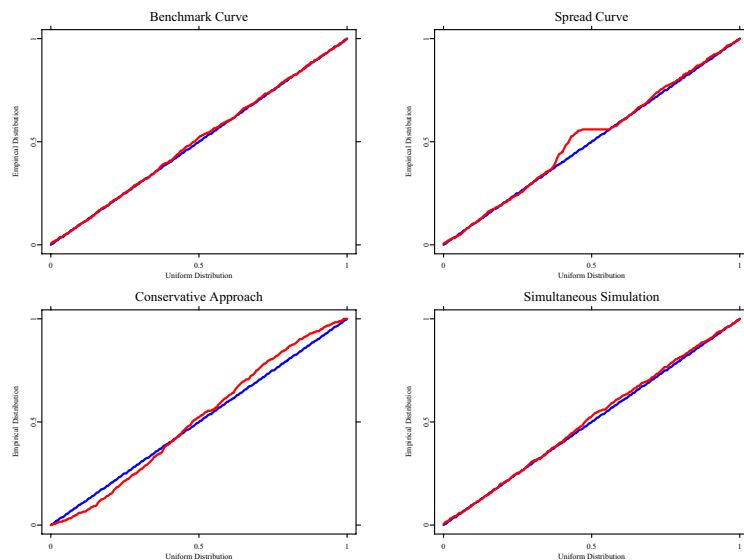 Benchmark Curve
Empirical Distribution
1
0.5
0
0
0.5
1
Uniform Distribution
Spread Curve
Empirical Distribution
1
0.5
0
0
0.5
1
Uniform Distribution
Conservative Approach
Empirical Distribution
1
0.5
0
0
0.5
1
Uniform Distribution
Simultaneous Simulation
Empirical Distribution
1
0.5
0
0
0.5
1
Uniform Distribution